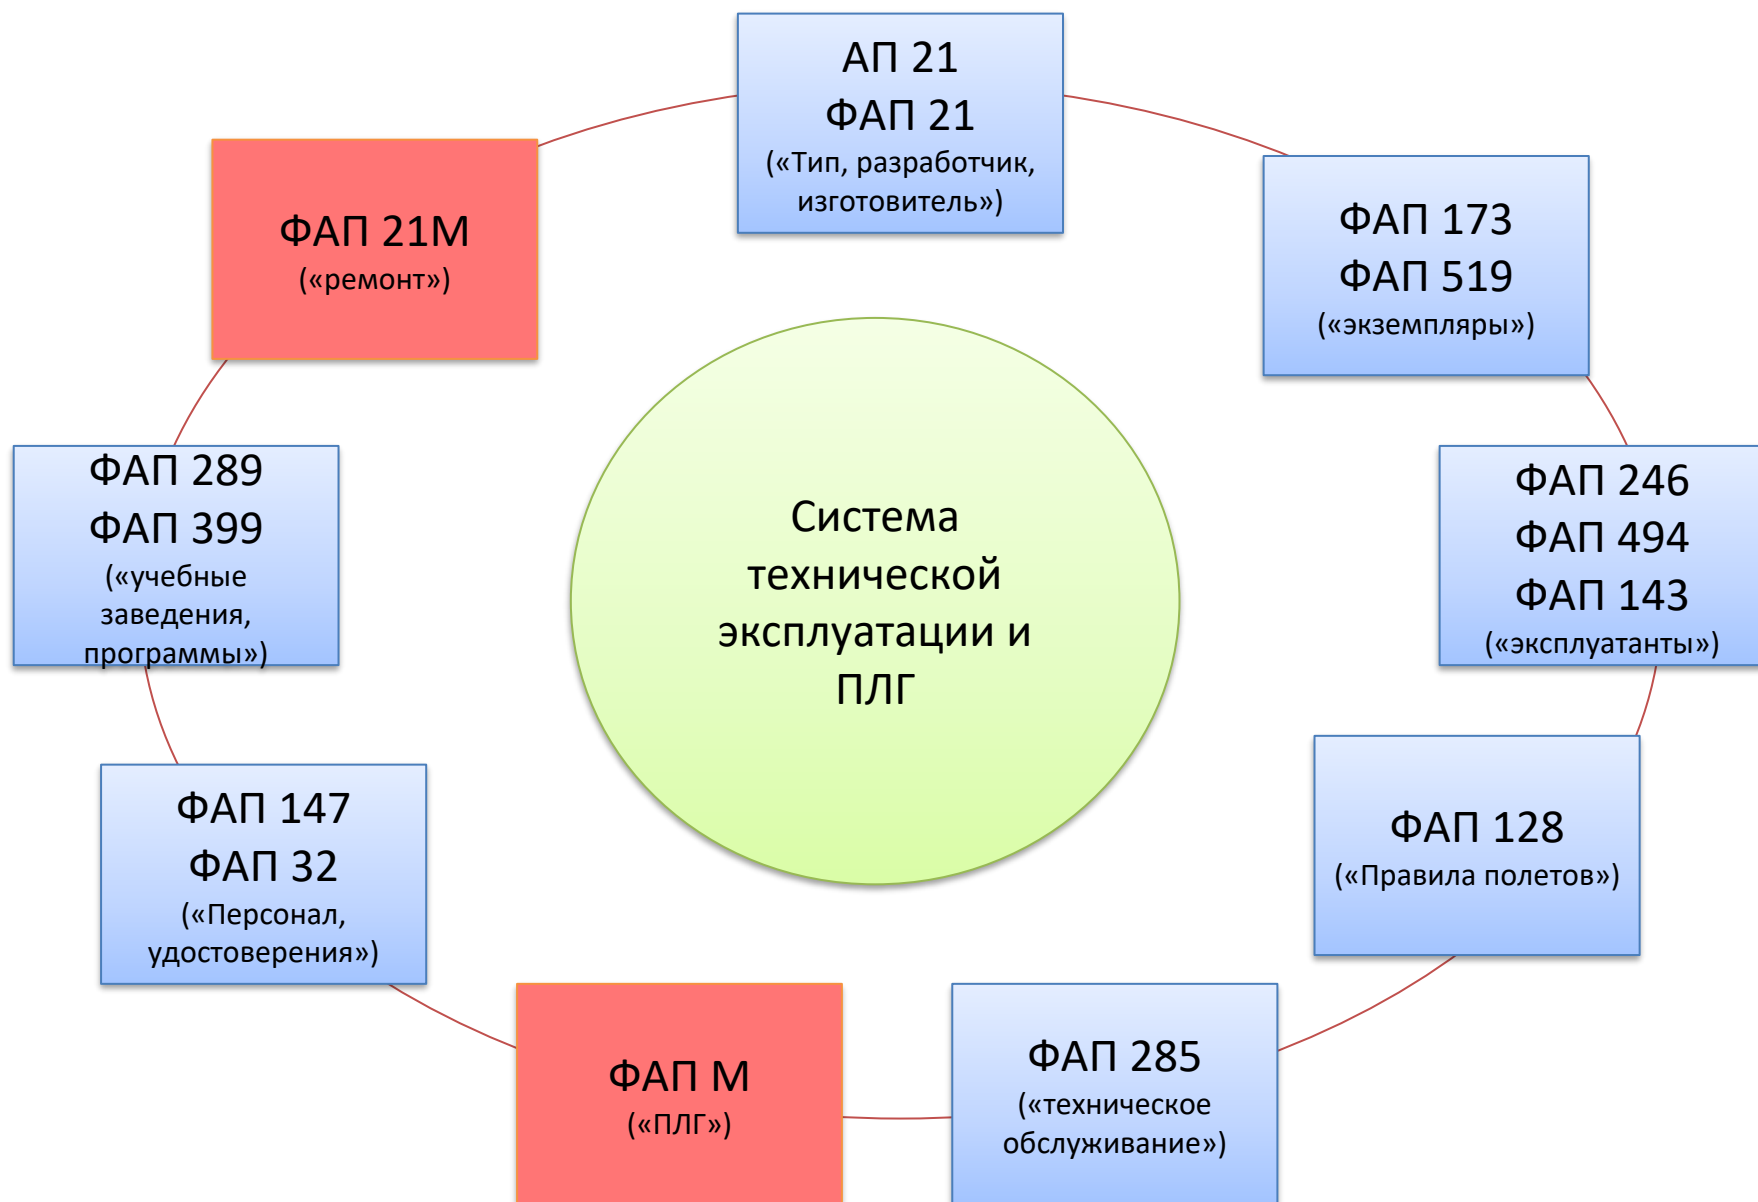 АП 21
ФАП 21
(«Тип, разработчик,
изготовитель»)
ФАП 173
ФАП 519
(«экземпляры»)
ФАП 246
ФАП 494
ФАП 143
(«эксплуатанты»)
ФАП 128
(«Правила полетов»)
ФАП 285
(«техническое
обслуживание»)
ФАП М
(«ПЛГ»)
ФАП 147
ФАП 32
(«Персонал,
удостоверения»)
ФАП 289
ФАП 399
(«учебные
заведения,
программы»)
ФАП 21М
(«ремонт»)
Система
технической
эксплуатации и
ПЛГ